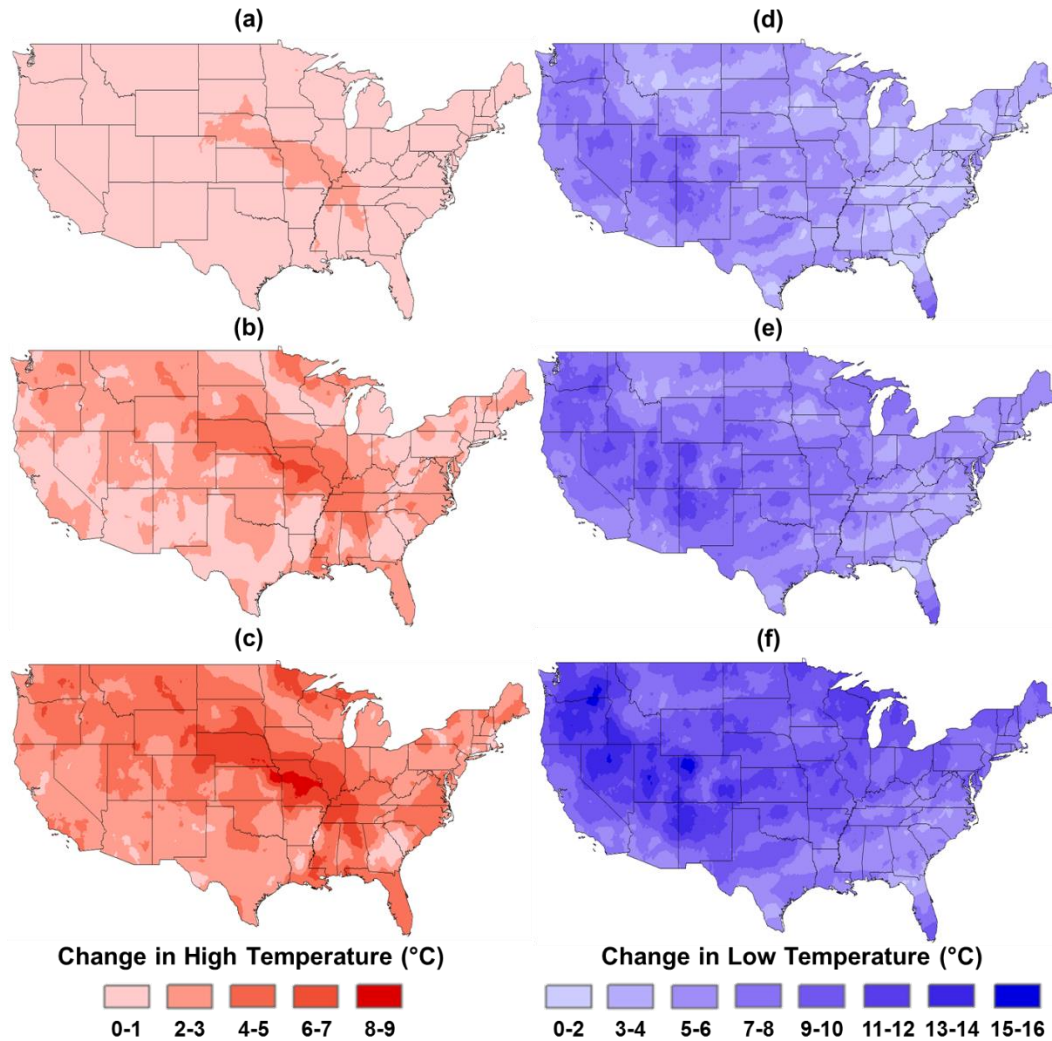 (a)
(d)
(b)
(e)
(c)
(f)
Change in High Temperature (°C)
Change in Low Temperature (°C)
0-1 2-3 4-5 6-7 8-9
0-2 3-4 5-6 7-8 9-10 11-12 13-14 15-16